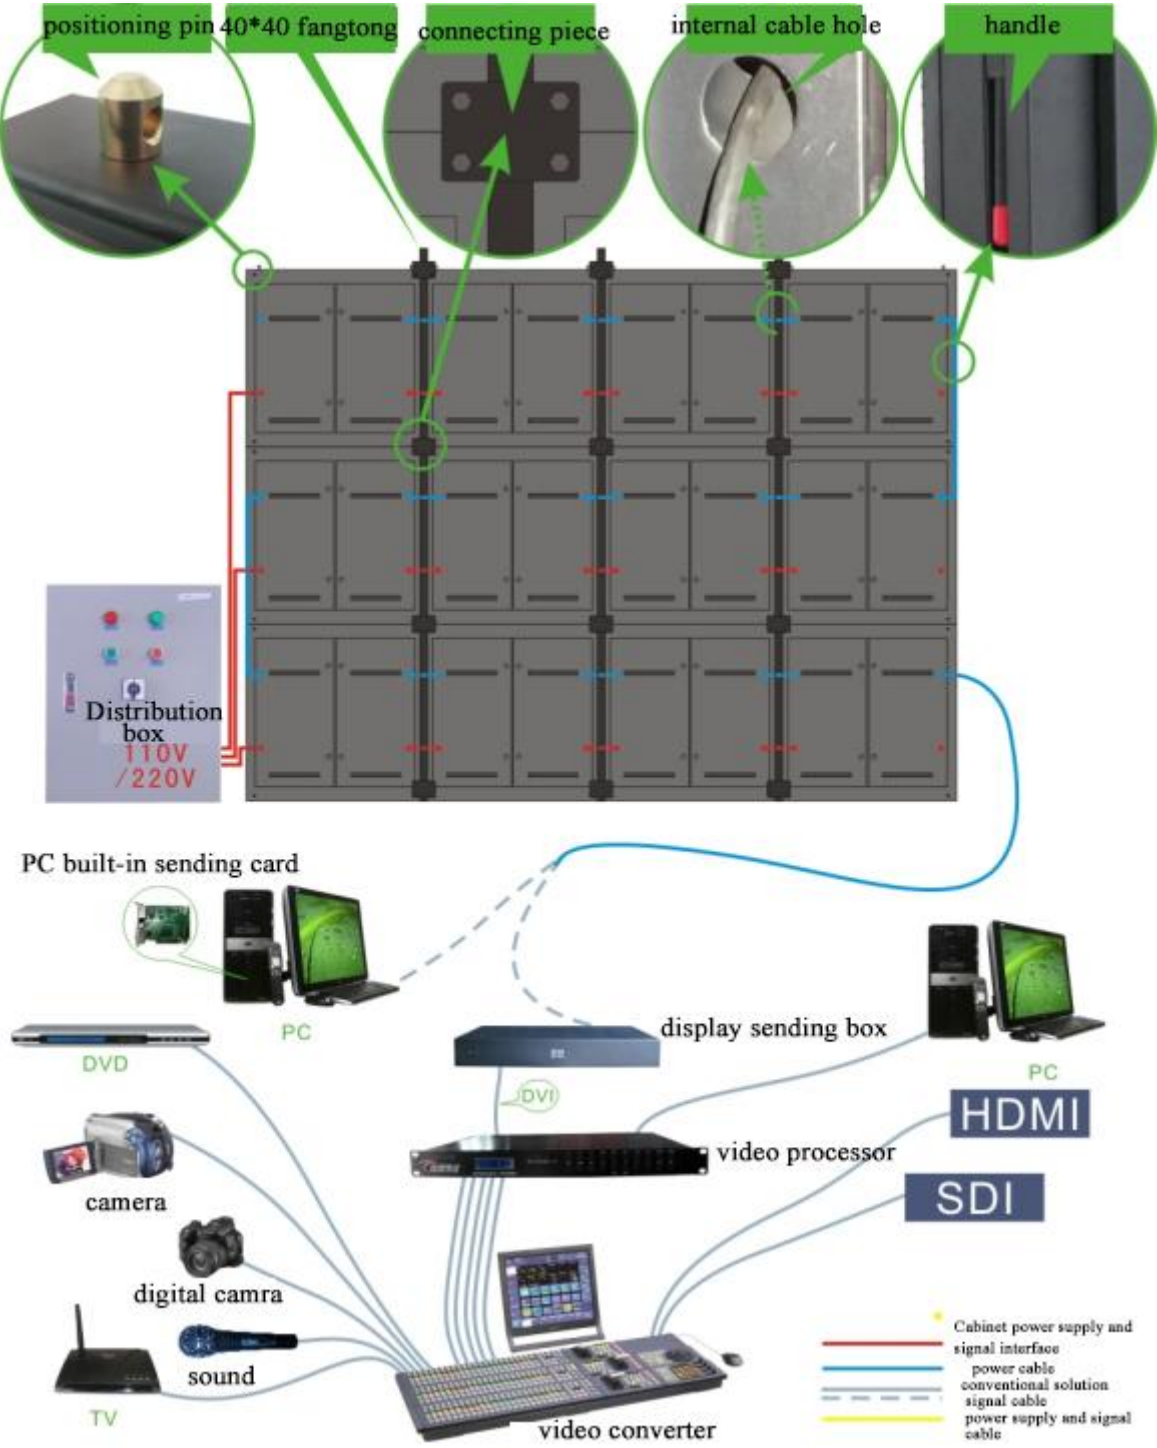 positioning pin
40*40 fangtong
connecting piece
internal cable hole
handle
Distribution
box
110V
/220V
PC built-in sending card
PC
DVD
display sending box
DVI
PC
HDMI
video processor
SDI
camera
digital camra
sound
TV
video converter
Cabinet power supply and
signal interface
power cable
conventional solution
signal cable
power supply and signal
cable